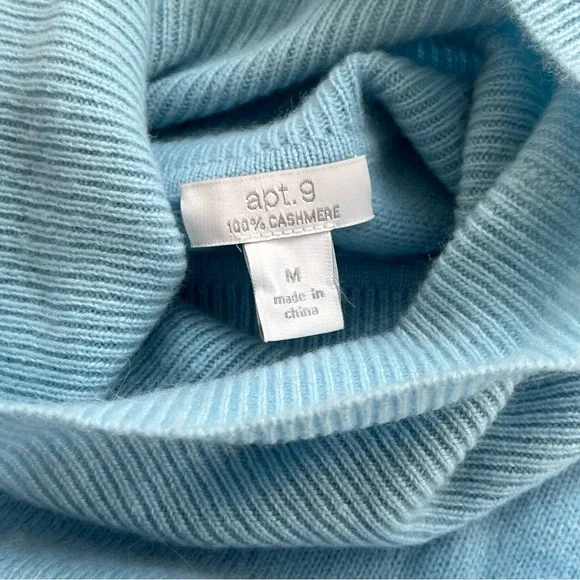 apt.9
100% CASHMERE
M
made in
china